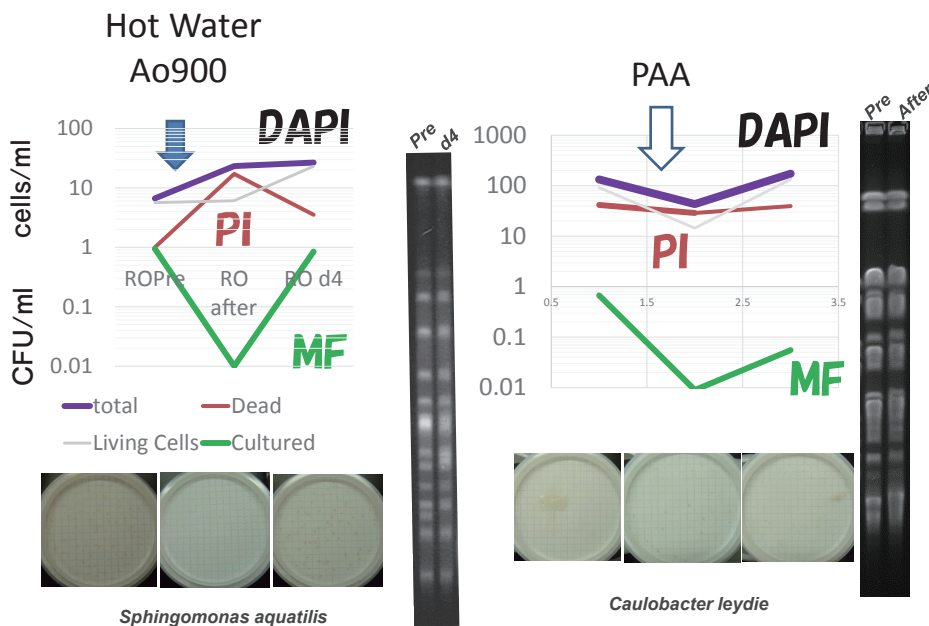 Hot Water
Ao900
DAPI
PI
MF
cells/ml
CFU/ml
100
10
1
0.1
0.01
ROPre
RO
after
RO d4
total
Dead
Living Cells
Cultured
Pre
d4
Sphingomonas aquatilis
PAA
DAPI
PI
MF
1000
100
10
1
0.1
0.01
0.5
1.5
2.5
3.5
Pre
After
Caulobacter leydie